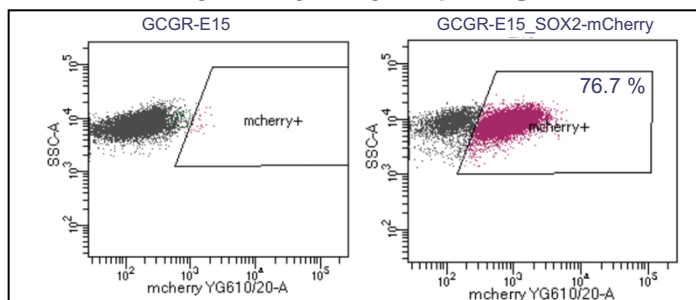 GCGR-E15
GCGR-E15_SOX2-mCherry
SSC-A
10^5
10^4
10^3
10^2
mcherry+
10^2 10^3 10^4 10^5
mcherry YG610/20-A
SSC-A
10^5
10^4
10^3
10^2
76.7 %
mcherry+
10^2 10^3 10^4 10^5
mcherry YG610/20-A